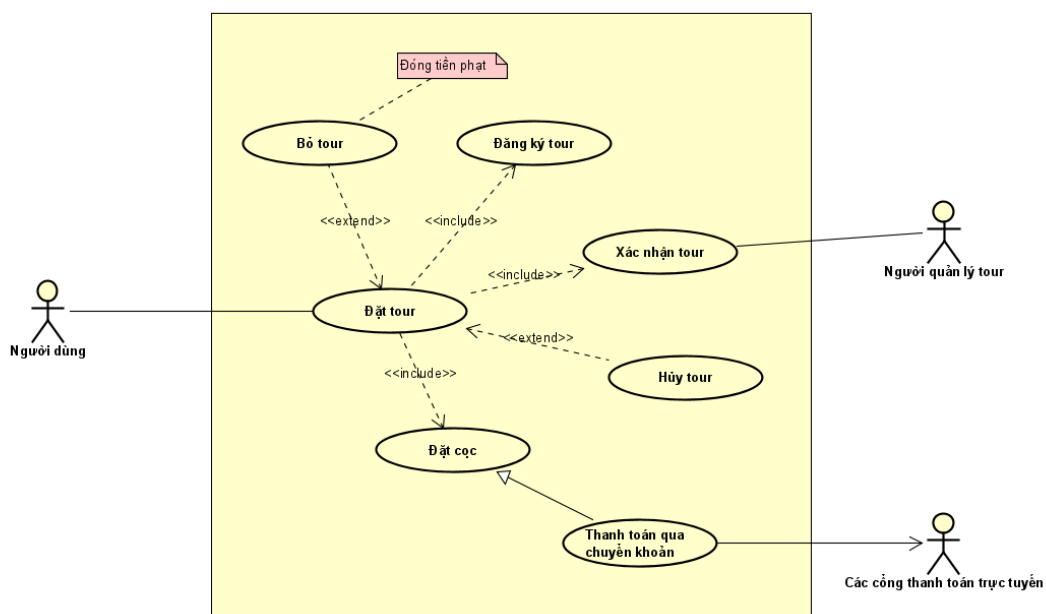 Đóng tiền phạt
Bỏ tour
Đăng ký tour
<<extend>>
<<include>>
Xác nhận tour
Người quản lý tour
<<include>>
Đặt tour
Người dùng
<<extend>>
<<include>>
Hủy tour
Đặt cọc
Thanh toán qua
chuyển khoản
Các cổng thanh toán trực tuyến